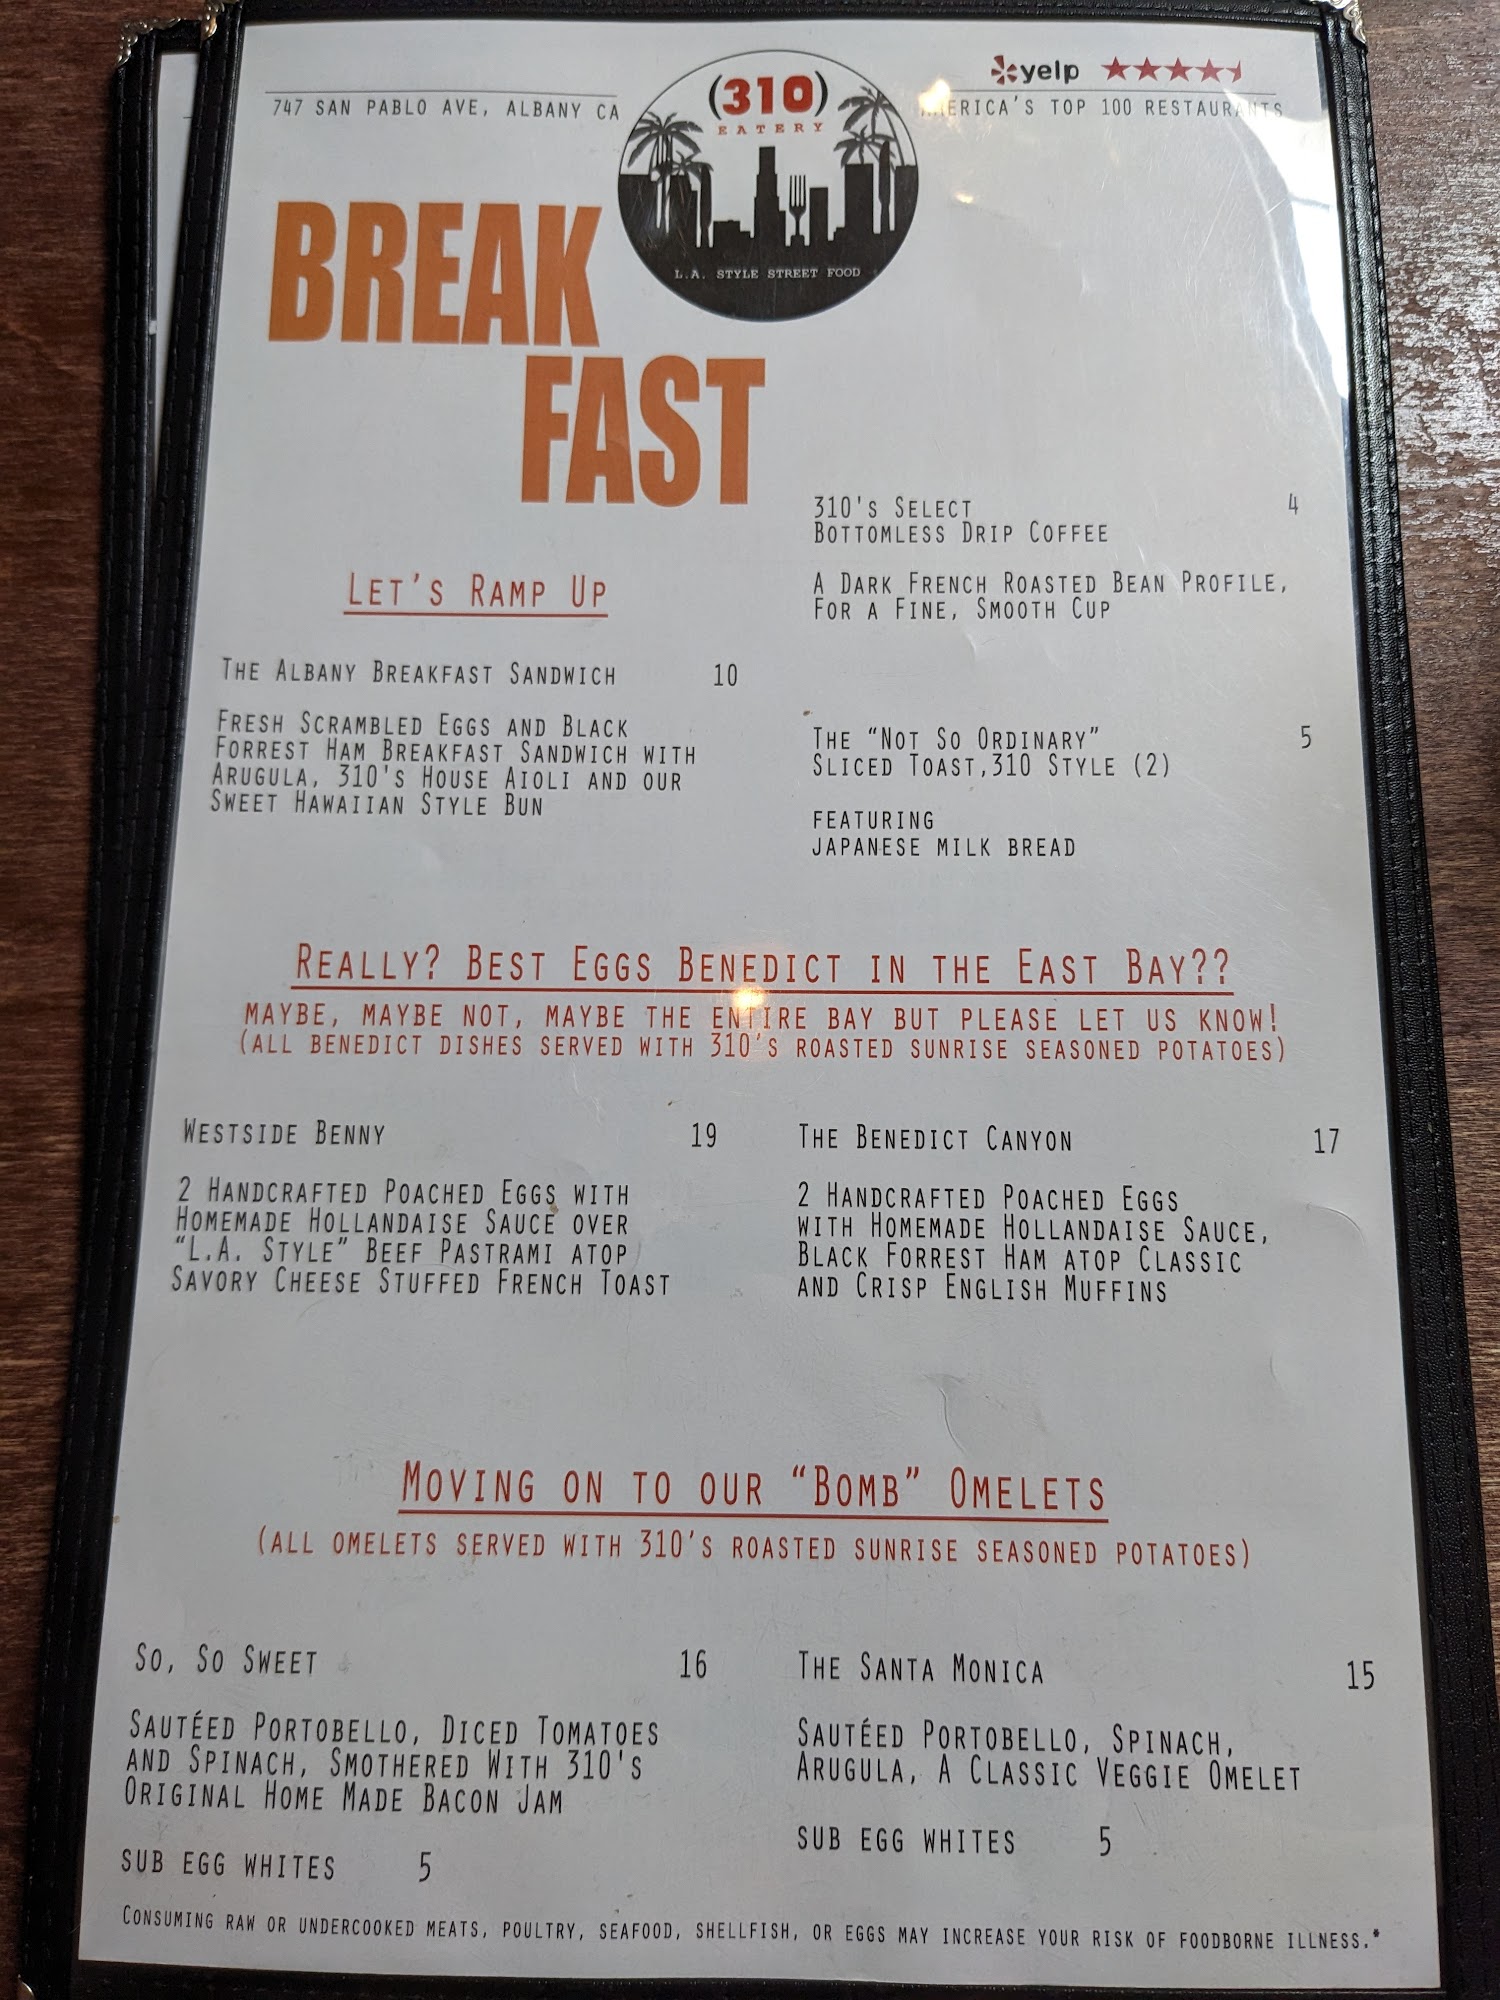 747 San Pablo Ave, Albany CA
(310)
EATERY
L.A. STYLE STREET FOOD
yelp
America's Top 100 Restaurants
BREAK
FAST
310's Select 4
Bottomless Drip Coffee
A Dark French Roasted Bean Profile,
For a Fine, Smooth Cup
Let's Ramp Up
The Albany Breakfast Sandwich 10
Fresh Scrambled Eggs and Black
Forrest Ham Breakfast Sandwich with
Arugula, 310's House Aioli and our
Sweet Hawaiian Style Bun
The “Not So Ordinary” 5
Sliced Toast,310 Style (2)
featuring
japanese milk bread
Really? Best Eggs Benedict in the East Bay??
maybe, maybe not, maybe the entire bay but please let us know!
(all benedict dishes served with 310's roasted sunrise seasoned potatoes)
Westside Benny 19
2 Handcrafted Poached Eggs with
Homemade Hollandaise Sauce over
“L.A. Style” Beef Pastrami atop
Savory Cheese Stuffed French Toast
The Benedict Canyon 17
2 Handcrafted Poached Eggs
with Homemade Hollandaise Sauce,
Black Forrest Ham atop Classic
and Crisp English Muffins
Moving on to our “Bomb” Omelets
(all omelets served with 310's roasted sunrise seasoned potatoes)
So, So Sweet 16
Sautéed Portobello, Diced Tomatoes
and Spinach, Smothered With 310's
Original Home Made Bacon Jam
sub egg whites 5
The Santa Monica 15
Sautéed Portobello, Spinach,
Arugula, A Classic Veggie Omelet
sub egg whites 5
Consuming raw or undercooked meats, poultry, seafood, shellfish, or eggs may increase your risk of foodborne illness.*